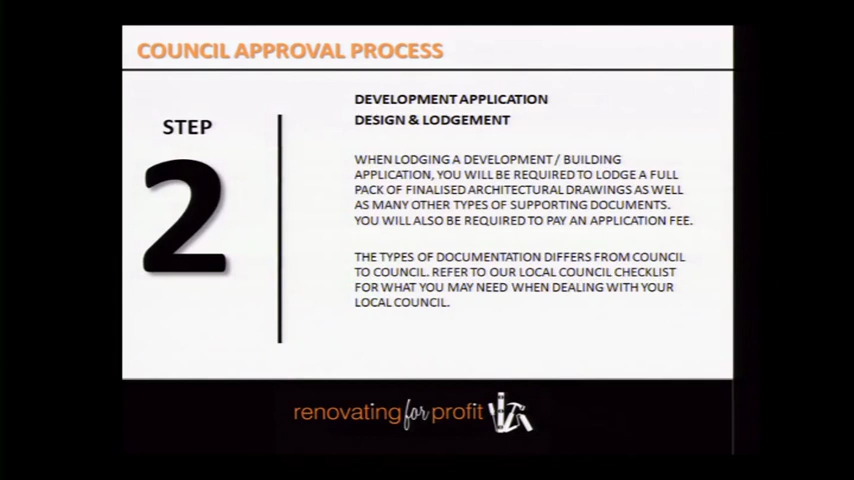 COUNCIL APPROVAL PROCESS
STEP
2
DEVELOPMENT APPLICATION
DESIGN & LODGEMENT
WHEN LODGING A DEVELOPMENT / BUILDING
APPLICATION, YOU WILL BE REQUIRED TO LODGE A FULL
PACK OF FINALISED ARCHITECTURAL DRAWINGS AS WELL
AS MANY OTHER TYPES OF SUPPORTING DOCUMENTS.
YOU WILL ALSO BE REQUIRED TO PAY AN APPLICATION FEE.
THE TYPES OF DOCUMENTATION DIFFERS FROM COUNCIL
TO COUNCIL. REFER TO OUR LOCAL COUNCIL CHECKLIST
FOR WHAT YOU MAY NEED WHEN DEALING WITH YOUR
LOCAL COUNCIL.
renovating for profit